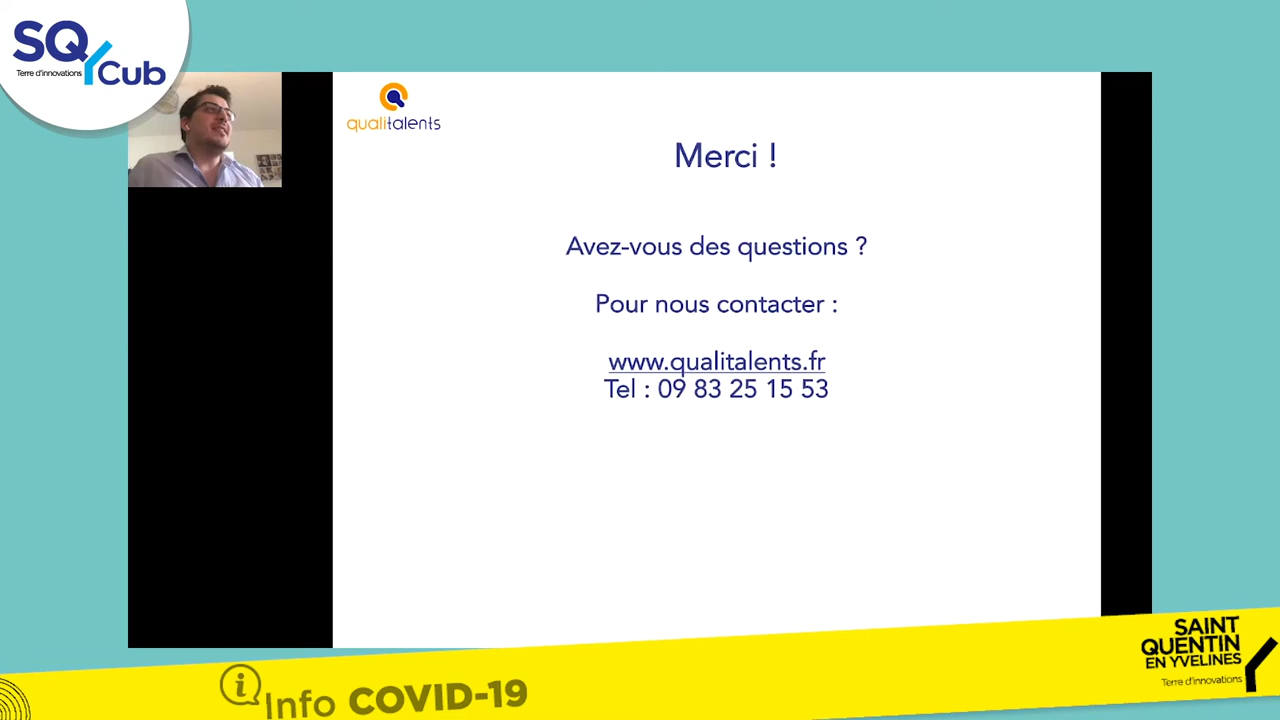 SQY Cub
Terre d'innovations
qualitalents
Merci !
Avez-vous des questions ?
Pour nous contacter :
www.qualitalents.fr
Tel : 09 83 25 15 53
Info COVID-19
SAINT
QUENTIN
EN YVELINES
Terre d'innovations